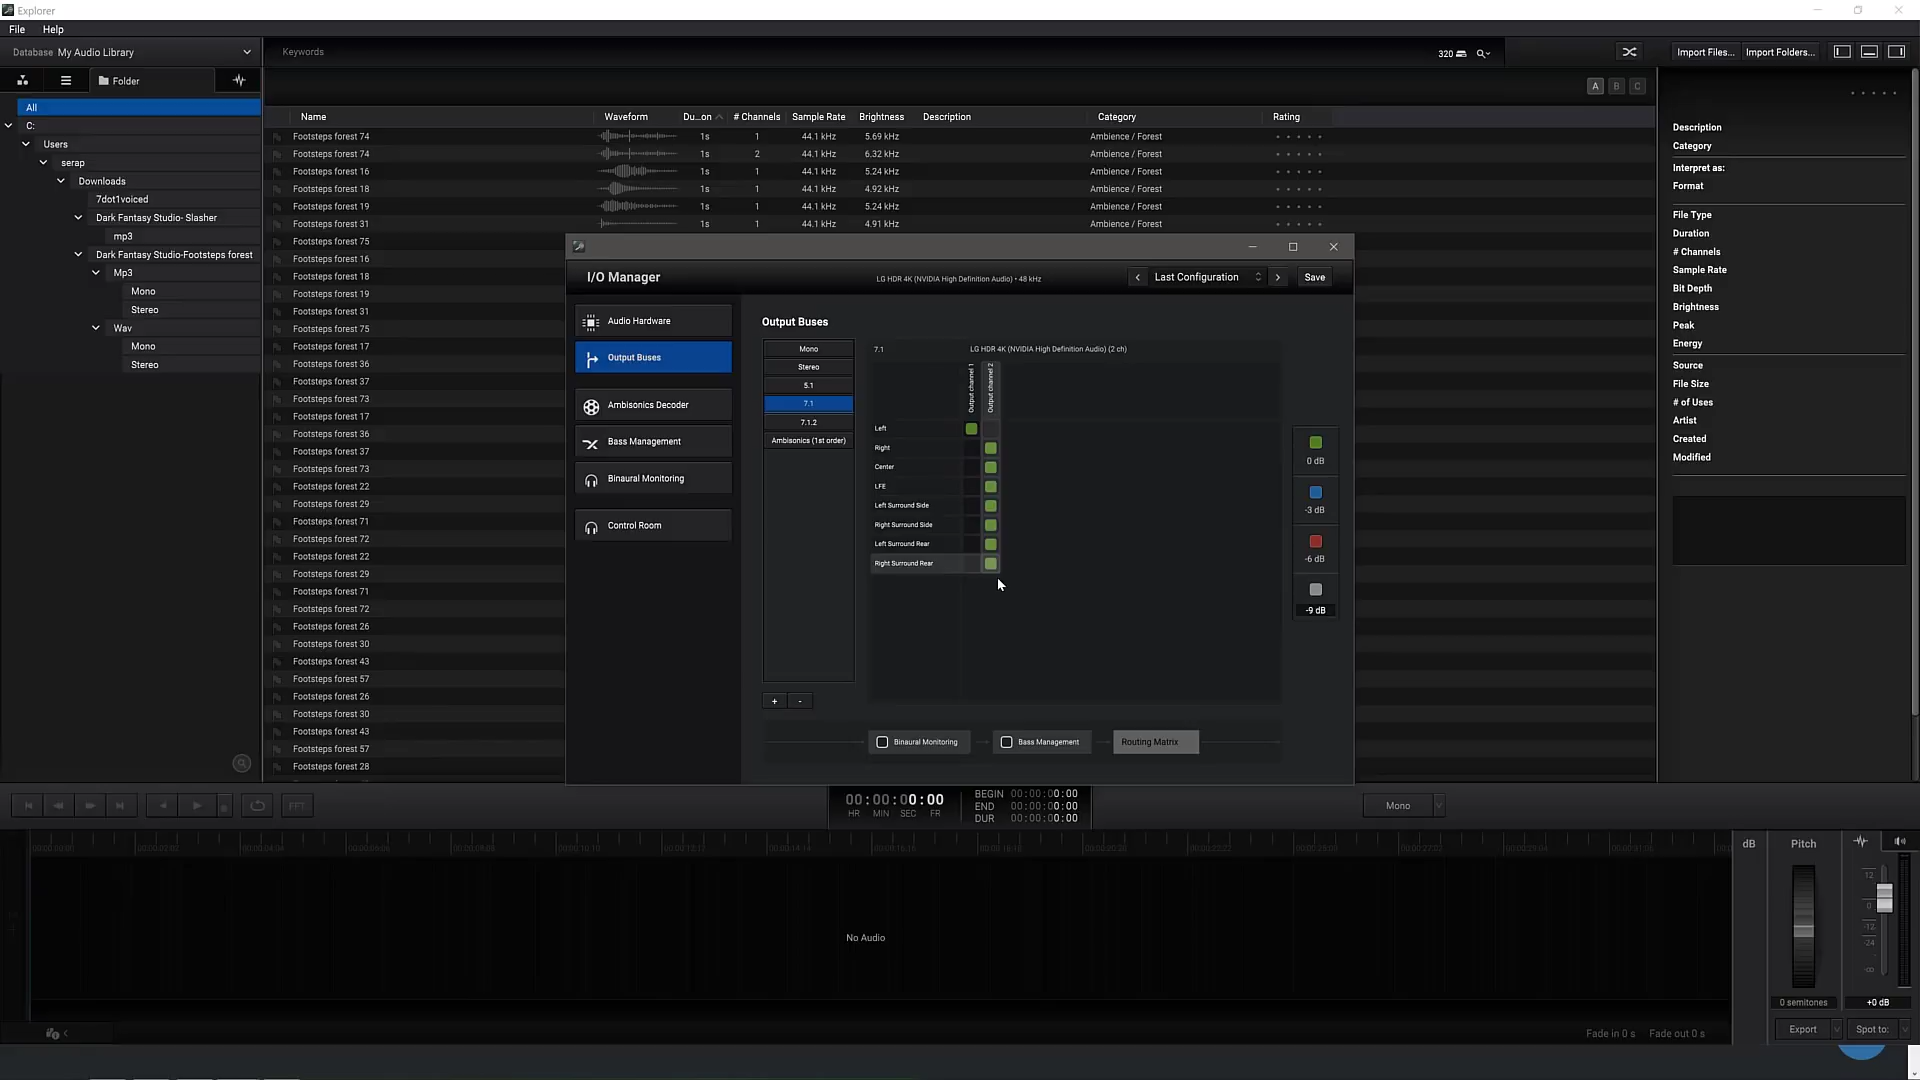 Explorer
File Help
Database My Audio Library
Keywords
320
Import Files... Import Folders...
Folder
A B C
All
C:
Users
serap
Downloads
7dot1voiced
Dark Fantasy Studio- Slasher
mp3
Dark Fantasy Studio-Footsteps forest
Mp3
Mono
Stereo
Wav
Mono
Stereo
Name Waveform Du...on # Channels Sample Rate Brightness Description Category Rating
Footsteps forest 74 1s 1 44.1 kHz 5.69 kHz Ambience / Forest
Footsteps forest 74 1s 2 44.1 kHz 6.32 kHz Ambience / Forest
Footsteps forest 16 1s 1 44.1 kHz 5.24 kHz Ambience / Forest
Footsteps forest 18 1s 1 44.1 kHz 4.92 kHz Ambience / Forest
Footsteps forest 19 1s 1 44.1 kHz 5.24 kHz Ambience / Forest
Footsteps forest 31 1s 1 44.1 kHz 4.91 kHz Ambience / Forest
Footsteps forest 75
Footsteps forest 16
Footsteps forest 18
Footsteps forest 19
Footsteps forest 31
Footsteps forest 75
Footsteps forest 17
Footsteps forest 36
Footsteps forest 37
Footsteps forest 73
Footsteps forest 17
Footsteps forest 36
Footsteps forest 37
Footsteps forest 73
Footsteps forest 22
Footsteps forest 29
Footsteps forest 71
Footsteps forest 72
Footsteps forest 22
Footsteps forest 29
Footsteps forest 71
Footsteps forest 72
Footsteps forest 26
Footsteps forest 30
Footsteps forest 43
Footsteps forest 57
Footsteps forest 26
Footsteps forest 30
Footsteps forest 43
Footsteps forest 57
Footsteps forest 28
I/O Manager
LG HDR 4K (NVIDIA High Definition Audio) • 48 kHz
Last Configuration
Save
Audio Hardware
Output Buses
Ambisonics Decoder
Bass Management
Binaural Monitoring
Control Room
Output Buses
Mono
Stereo
5.1
7.1
7.1.2
Ambisonics (1st order)
+ -
7.1 LG HDR 4K (NVIDIA High Definition Audio) (2 ch)
Output channel 1
Output channel 2
Left
Right
Center
LFE
Left Surround Side
Right Surround Side
Left Surround Rear
Right Surround Rear
0 dB
-3 dB
-6 dB
-9 dB
Binaural Monitoring Bass Management Routing Matrix
Description
Category
Interpret as:
Format
File Type
Duration
# Channels
Sample Rate
Bit Depth
Brightness
Peak
Energy
Source
File Size
# of Uses
Artist
Created
Modified
FFT
00:00:00:00
HR MIN SEC FR
BEGIN 00:00:00:00
END 00:00:00:00
DUR 00:00:00:00
Mono
No Audio
dB Pitch
12
0
-12
-24
-∞
0 semitones +0 dB
Fade in 0 s Fade out 0 s
Export Spot to: